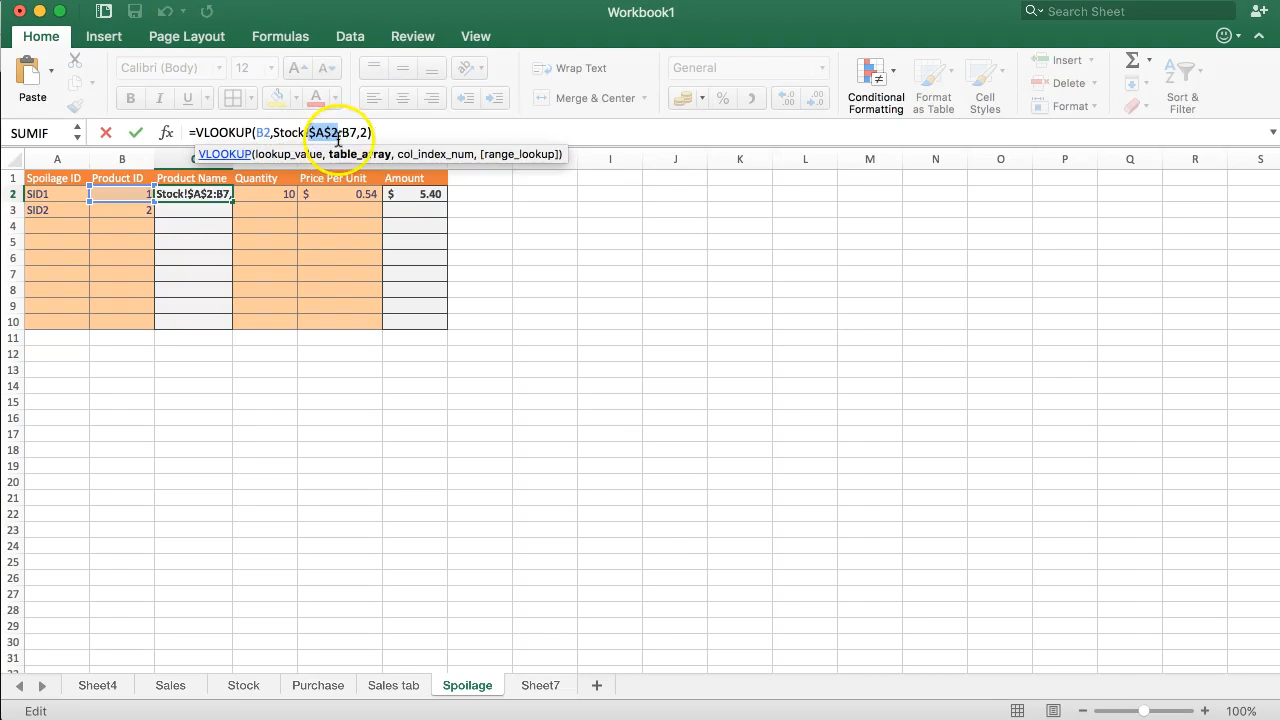 Workbook1
Search Sheet
Home Insert Page Layout Formulas Data Review View
Paste
Calibri (Body) 12
Wrap Text
Merge & Center
General
Conditional Formatting
Format as Table
Cell Styles
Insert
Delete
Format
Sort & Filter
SUMIF fx =VLOOKUP(B2,Stock!$A$2:B7,2)
VLOOKUP(lookup_value, table_array, col_index_num, [range_lookup])
A B I J K L M N O P Q R S
1 Spoilage ID Product ID Product Name Quantity Price Per Unit Amount
2 SID1 1 Stock!$A$2:B7, 10 $ 0.54 $ 5.40
3 SID2 2
4
5
6
7
8
9
10
11
12
13
14
15
16
17
18
19
20
21
22
23
24
25
26
27
28
29
30
31
Sheet4 Sales Stock Purchase Sales tab Spoilage Sheet7 +
Edit 100%